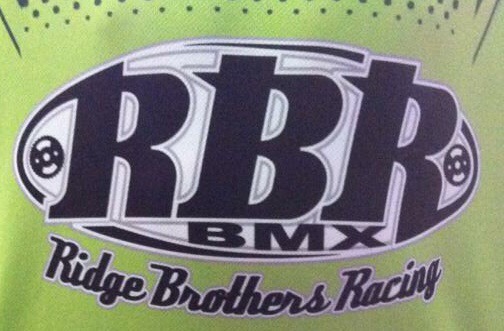 RBR
BMX
Ridge Brothers Racing